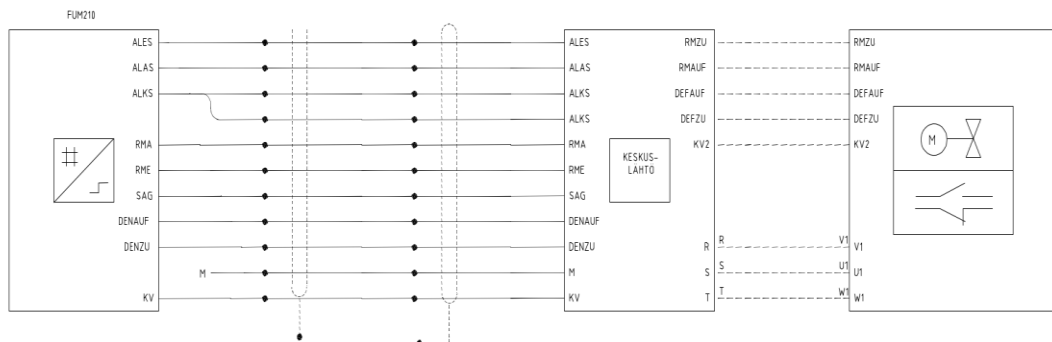 FUM210
ALES ALES RMZU RMZU
ALAS ALAS RMAUF RMAUF
ALKS ALKS DEFAUF DEFAUF
ALKS DEFZU DEFZU
RMA RMA KV2 KV2
M
KESKUS-
LAHTO
RME RME
SAG SAG
DENAUF DENAUF
DENZU DENZU R R V1 V1
M M S S U1 U1
KV KV T T W1 W1